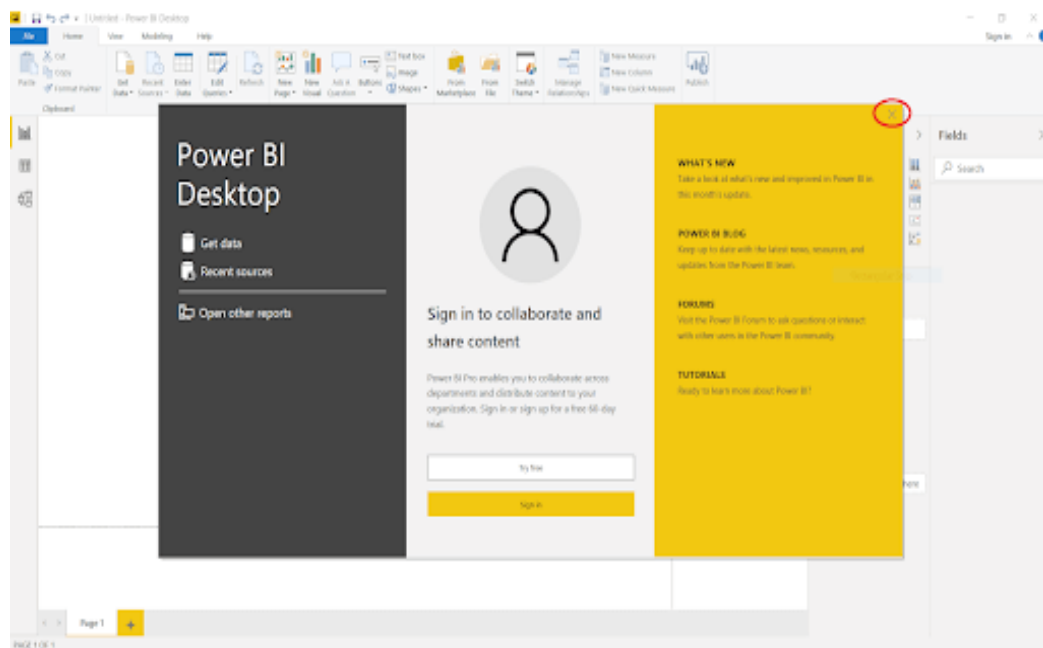 Untitled - Power BI Desktop
File Home View Modeling Help Sign in
Cut
Copy
Format Painter
Paste
Clipboard
Get Data Recent Sources Enter Data Edit Queries Refresh
New Page New Visual Ask A Question Buttons
Text box
Image
Shapes
From Marketplace From File Switch Theme Manage Relationships
New Measure
New Column
New Quick Measure
Publish
Power BI
Desktop
Get data
Recent sources
Open other reports
Sign in to collaborate and
share content
Power BI Pro enables you to collaborate across
departments and distribute content to your
organization. Sign in or sign up for a free 60-day
trial.
Try free
Sign in
WHAT'S NEW
Take a look at what's new and improved in Power BI in
this month's update.
POWER BI BLOG
Keep up to date with the latest news, resources, and
updates from the Power BI team.
FORUMS
Visit the Power BI Forum to ask questions or interact
with other users in the Power BI community.
TUTORIALS
Ready to learn more about Power BI?
Fields
Search
here
Page 1
PAGE 1 OF 1